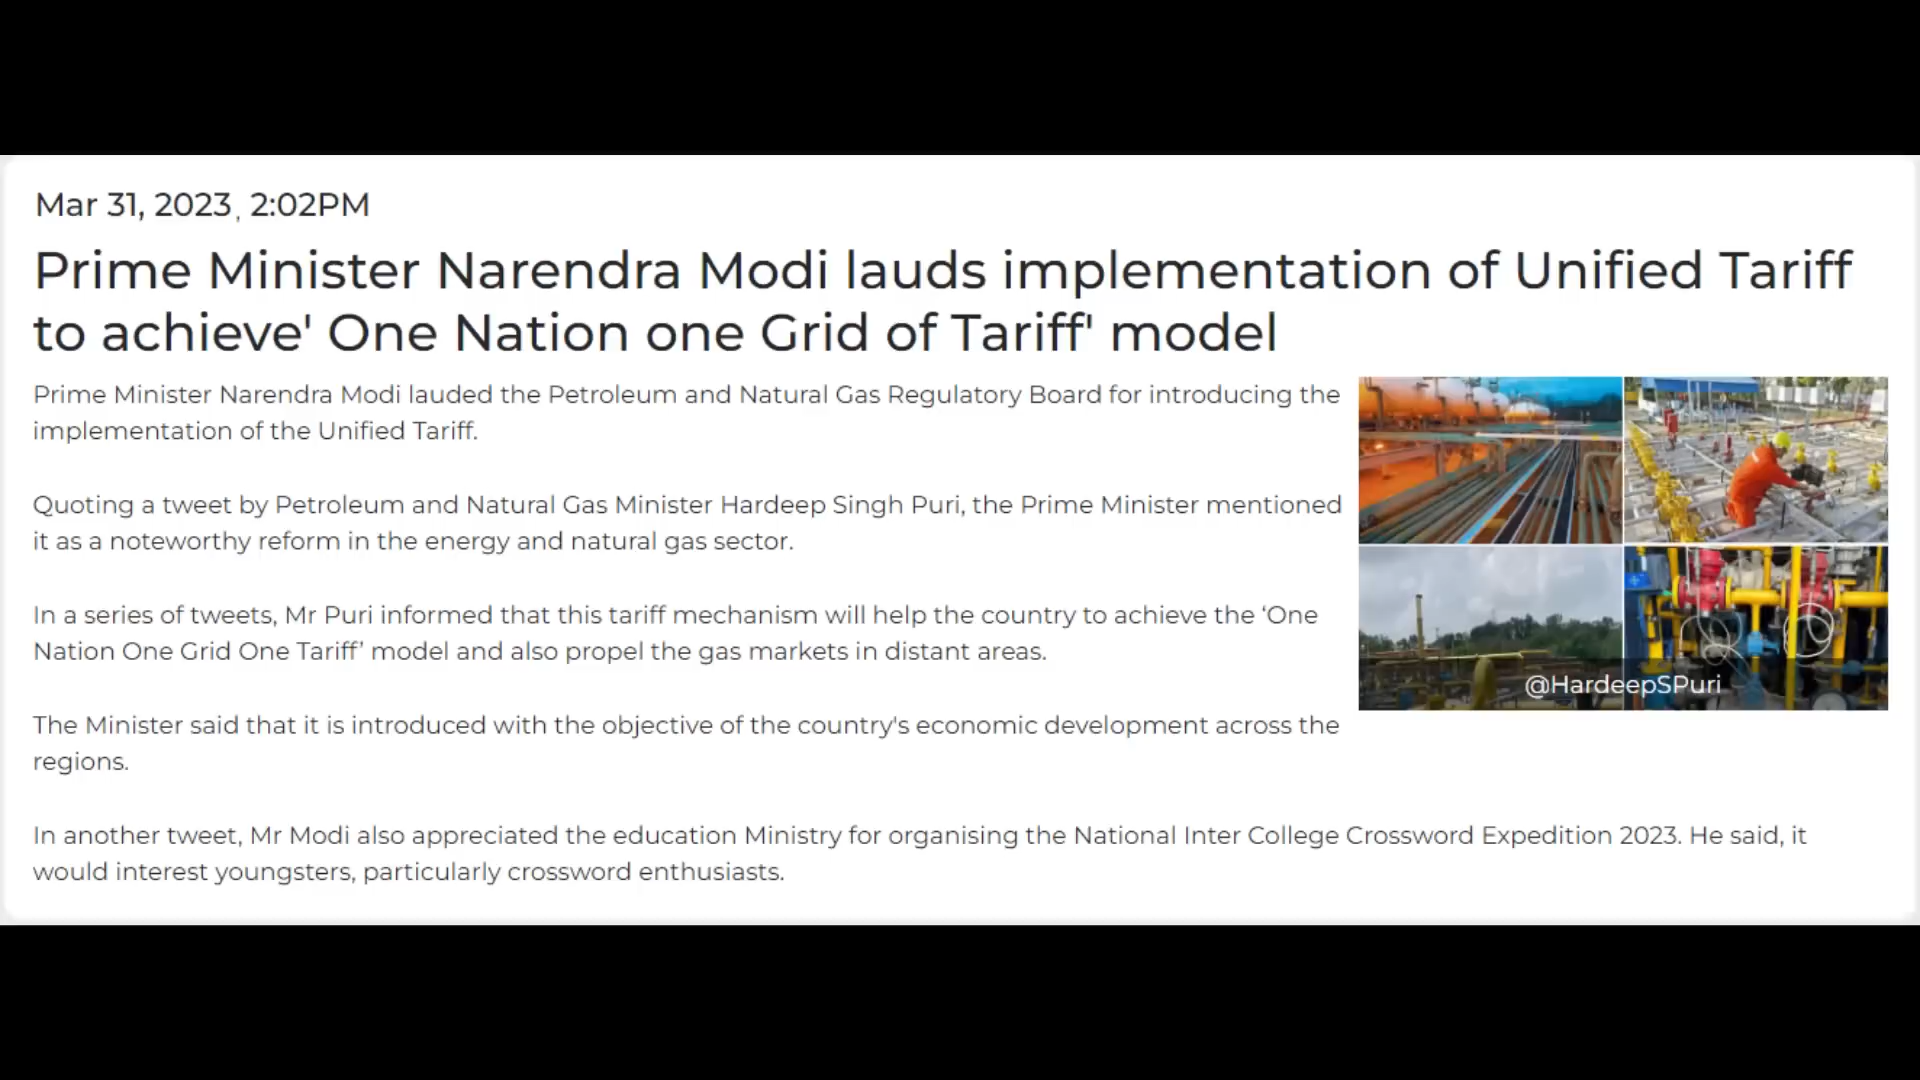 Mar 31, 2023, 2:02PM
Prime Minister Narendra Modi lauds implementation of Unified Tariff
to achieve' One Nation one Grid of Tariff' model
Prime Minister Narendra Modi lauded the Petroleum and Natural Gas Regulatory Board for introducing the
implementation of the Unified Tariff.
Quoting a tweet by Petroleum and Natural Gas Minister Hardeep Singh Puri, the Prime Minister mentioned
it as a noteworthy reform in the energy and natural gas sector.
In a series of tweets, Mr Puri informed that this tariff mechanism will help the country to achieve the ‘One
Nation One Grid One Tariff’ model and also propel the gas markets in distant areas.
The Minister said that it is introduced with the objective of the country's economic development across the
regions.
In another tweet, Mr Modi also appreciated the education Ministry for organising the National Inter College Crossword Expedition 2023. He said, it
would interest youngsters, particularly crossword enthusiasts.
@HardeepSPuri